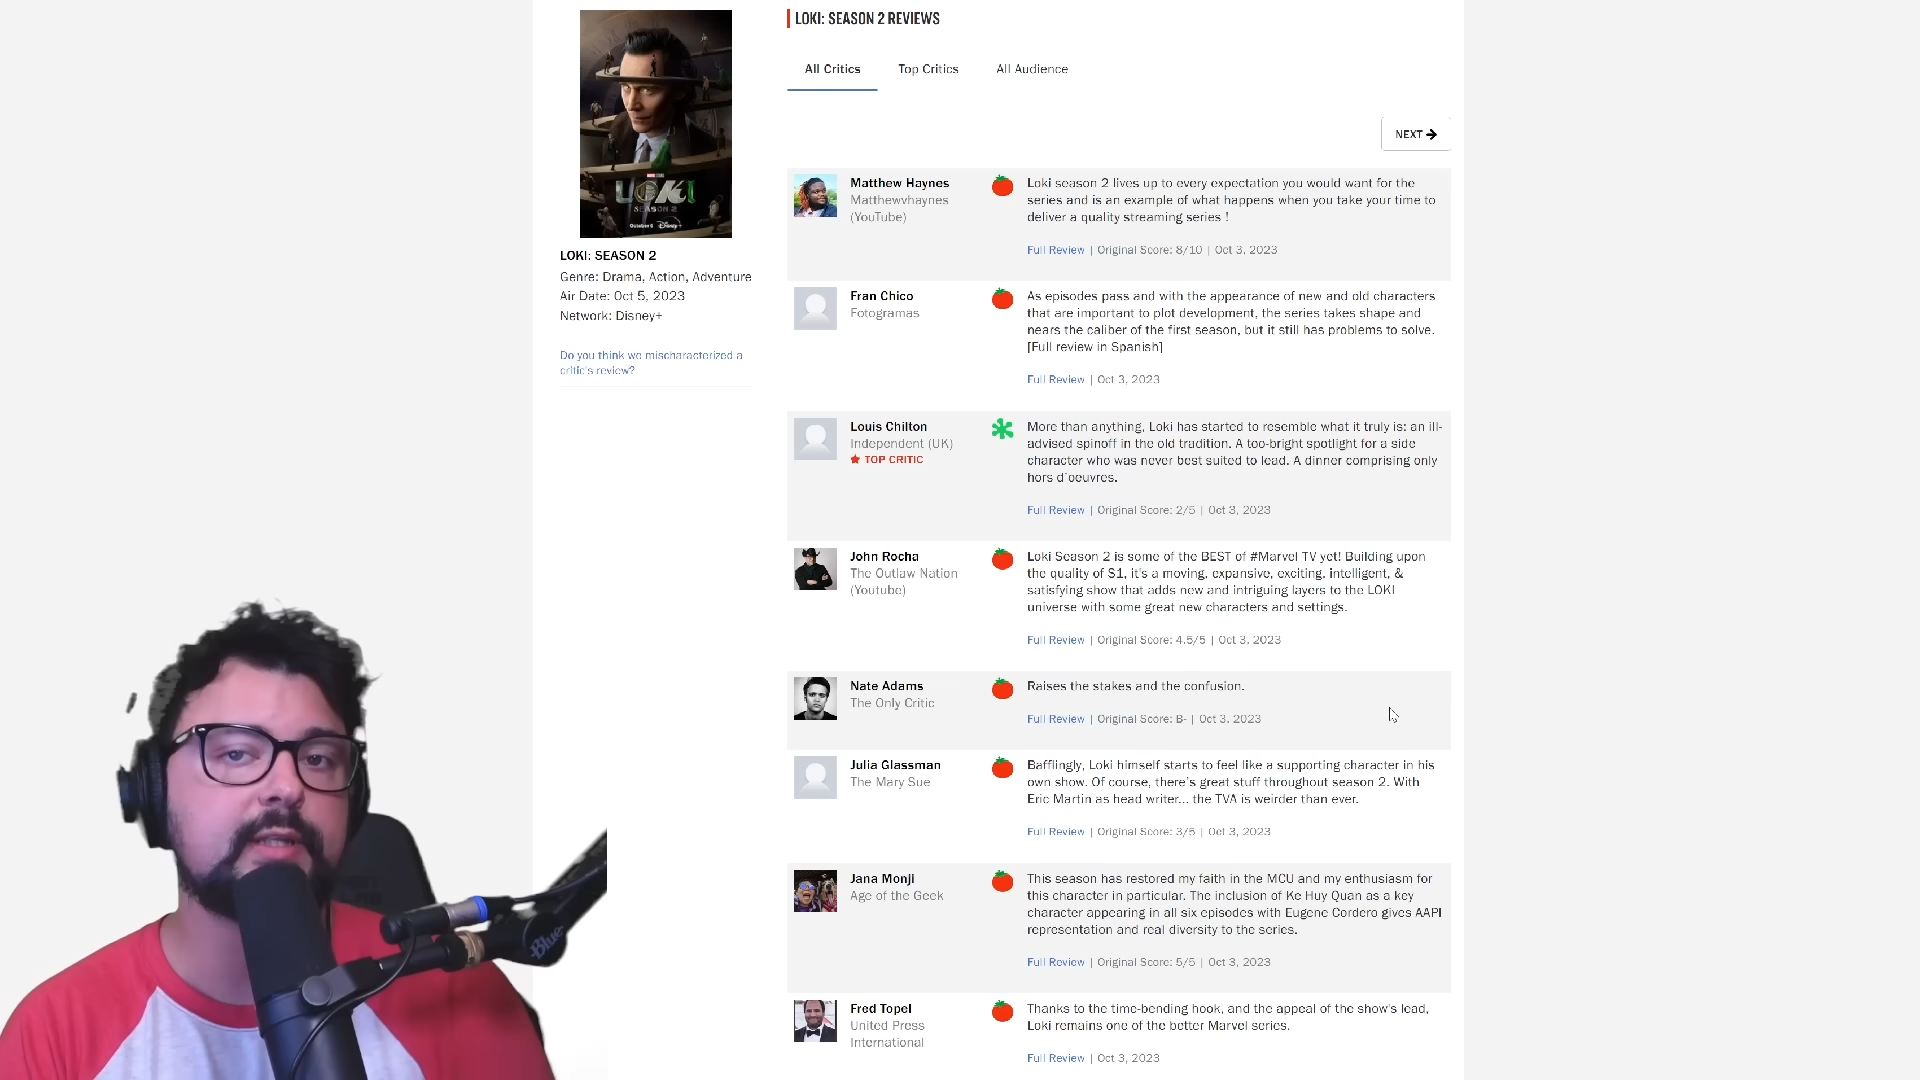 LOKI
SEASON 2
October 6 Disney+
LOKI: SEASON 2
Genre: Drama, Action, Adventure
Air Date: Oct 5, 2023
Network: Disney+
Do you think we mischaracterized a
critic's review?
LOKI: SEASON 2 REVIEWS
All Critics Top Critics All Audience
NEXT
Matthew Haynes
Matthewvhaynes
(YouTube)
Loki season 2 lives up to every expectation you would want for the
series and is an example of what happens when you take your time to
deliver a quality streaming series !
Full Review | Original Score: 8/10 | Oct 3, 2023
Fran Chico
Fotogramas
As episodes pass and with the appearance of new and old characters
that are important to plot development, the series takes shape and
nears the caliber of the first season, but it still has problems to solve.
[Full review in Spanish]
Full Review | Oct 3, 2023
Louis Chilton
Independent (UK)
TOP CRITIC
More than anything, Loki has started to resemble what it truly is: an ill-
advised spinoff in the old tradition. A too-bright spotlight for a side
character who was never best suited to lead. A dinner comprising only
hors d'oeuvres.
Full Review | Original Score: 2/5 | Oct 3, 2023
John Rocha
The Outlaw Nation
(Youtube)
Loki Season 2 is some of the BEST of #Marvel TV yet! Building upon
the quality of S1, it's a moving, expansive, exciting, intelligent, &
satisfying show that adds new and intriguing layers to the LOKI
universe with some great new characters and settings.
Full Review | Original Score: 4.5/5 | Oct 3, 2023
Nate Adams
The Only Critic
Raises the stakes and the confusion.
Full Review | Original Score: B- | Oct 3, 2023
Julia Glassman
The Mary Sue
Bafflingly, Loki himself starts to feel like a supporting character in his
own show. Of course, there's great stuff throughout season 2. With
Eric Martin as head writer... the TVA is weirder than ever.
Full Review | Original Score: 3/5 | Oct 3, 2023
Jana Monji
Age of the Geek
This season has restored my faith in the MCU and my enthusiasm for
this character in particular. The inclusion of Ke Huy Quan as a key
character appearing in all six episodes with Eugene Cordero gives AAPI
representation and real diversity to the series.
Full Review | Original Score: 5/5 | Oct 3, 2023
Fred Topel
United Press
International
Thanks to the time-bending hook, and the appeal of the show's lead,
Loki remains one of the better Marvel series.
Full Review | Oct 3, 2023
Blue